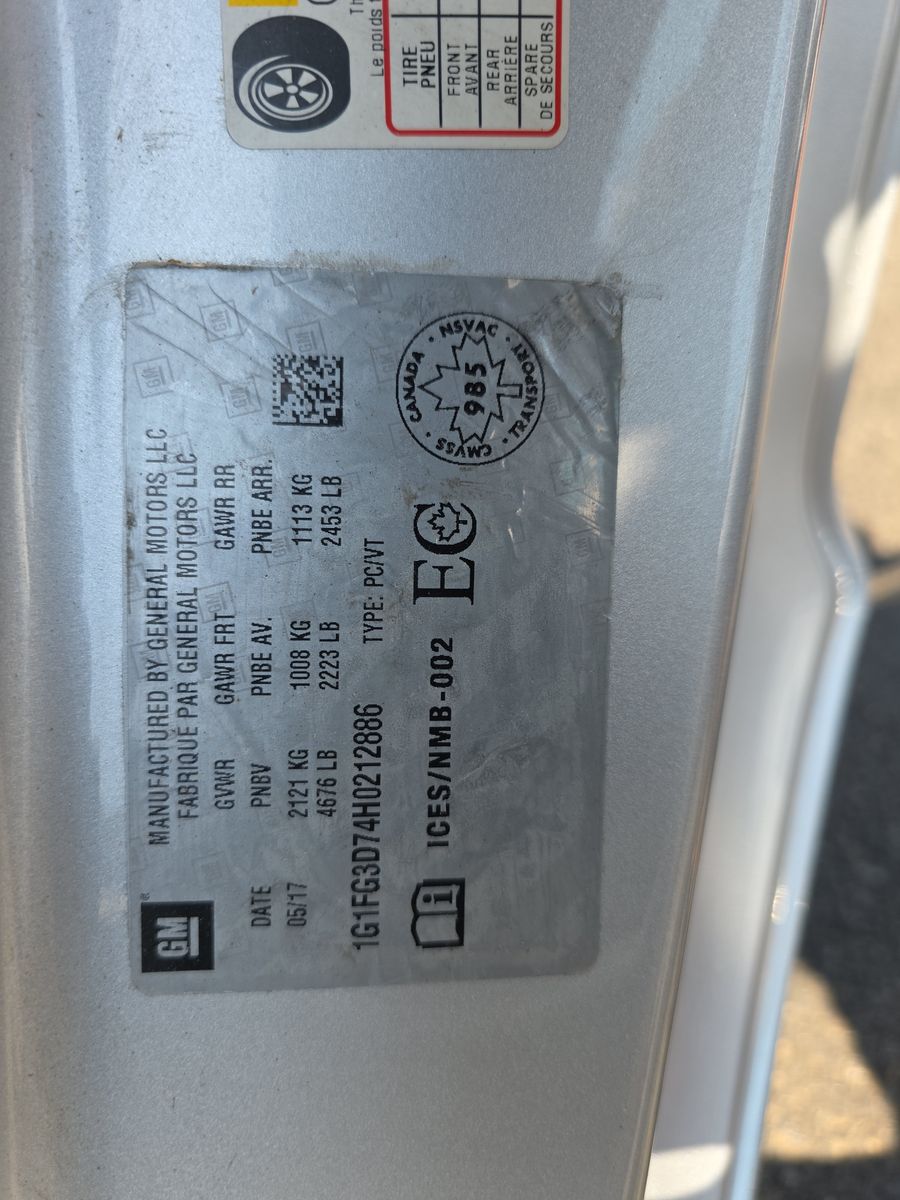 GM
MANUFACTURED BY GENERAL MOTORS LLC
FABRIQUÉ PAR GENERAL MOTORS LLC
GVWR GAWR FRT GAWR RR
DATE PNBV PNBE AV. PNBE ARR.
05/17 2121 KG 1008 KG 1113 KG
4676 LB 2223 LB 2453 LB
1G1FG3D74H0212886 TYPE: PC/VT
ICES/NMB-002 EC
CANADA · NSVAC · TRANSPORT · CMVSS
985
Le poids
TIRE
PNEU
FRONT
AVANT
REAR
ARRIÈRE
SPARE
DE SECOURS